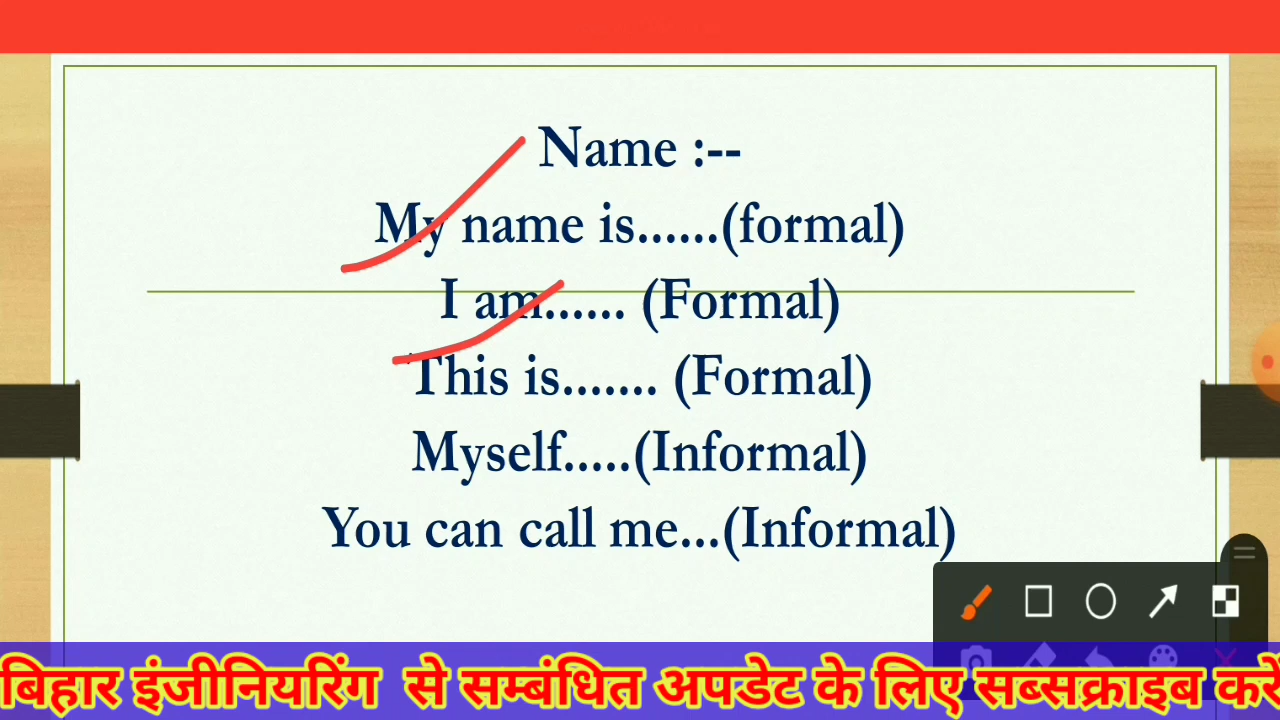 Name :--
My name is......(formal)
I am...... (Formal)
This is....... (Formal)
Myself.....(Informal)
You can call me...(Informal)
बिहार इंजीनियरिंग से सम्बंधित अपडेट के लिए सब्सक्राइब करें